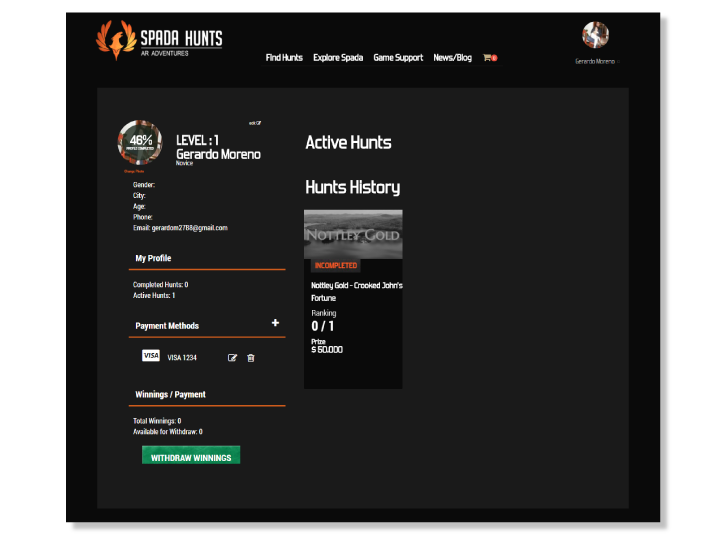 SPADA HUNTS
AR ADVENTURES
Find Hunts Explore Spada Game Support News/Blog 0
Gerardo Moreno
edit
46%
PROFILE COMPLETED
Change Photo
LEVEL : 1
Gerardo Moreno
Novice
Gender:
City:
Age:
Phone:
Email: gerardom2788@gmail.com
My Profile
Completed Hunts: 0
Active Hunts: 1
Payment Methods +
VISA VISA 1234
Winnings / Payment
Total Winnings: 0
Available for Withdraw: 0
WITHDRAW WINNINGS
Active Hunts
Hunts History
NOTTLEY GOLD
INCOMPLETED
Nottley Gold - Crooked John's
Fortune
Ranking
0 / 1
Prize
$ 50.000